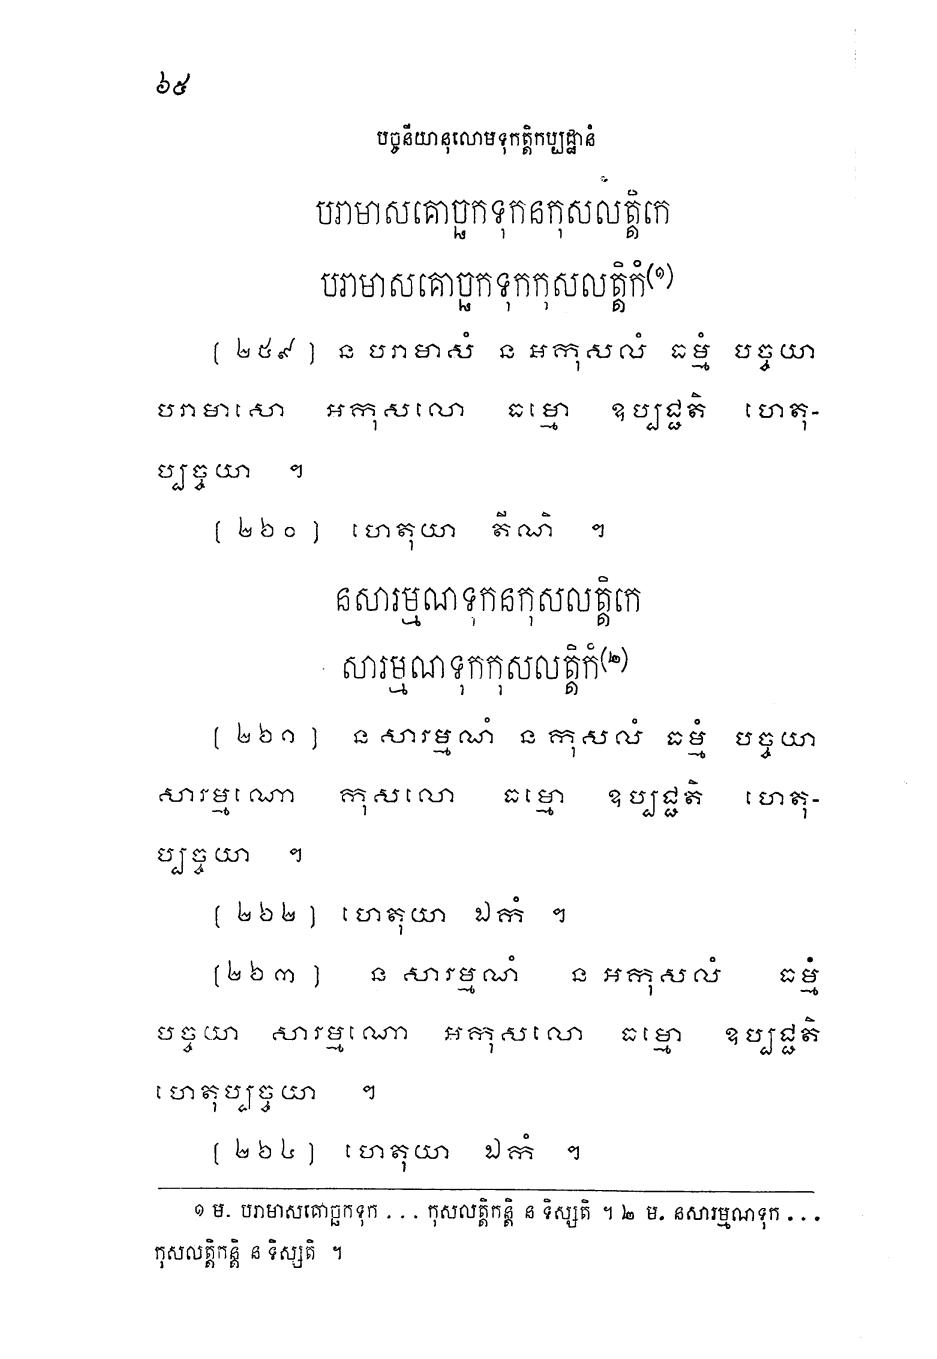 ៦៥
បច្ចនីយានុលោមទុកត្តិកប្បដ្ឋានំ
បរាមាសគោច្ឆកទុកនកុសលត្តិកេ
បរាមាសគោច្ឆកទុកកុសលត្តិកំ(១)
[ ២៥៩ ] ន បរាមាសំ ន អកុសលំ ធម្មំ បច្ចយា
បរាមាសោ អកុសលោ ធម្មោ ឧប្បជ្ជតិ ហេតុ-
ប្បច្ចយា ។
[ ២៦០ ] ហេតុយា តីណិ ។
នសារម្មណទុកនកុសលត្តិកេ
សារម្មណទុកកុសលត្តិកំ(២)
[ ២៦១ ] ន សារម្មណំ ន កុសលំ ធម្មំ បច្ចយា
សារម្មណោ កុសលោ ធម្មោ ឧប្បជ្ជតិ ហេតុ-
ប្បច្ចយា ។
[ ២៦២ ] ហេតុយា ឯកំ ។
[ ២៦៣ ] ន សារម្មណំ ន អកុសលំ ធម្មំ
បច្ចយា សារម្មណោ អកុសលោ ធម្មោ ឧប្បជ្ជតិ
ហេតុប្បច្ចយា ។
[ ២៦៤ ] ហេតុយា ឯកំ ។
១ ម. បរាមាសគោច្ឆកទុក ... កុសលត្តិកន្តិ ន ទិស្សតិ ។ ២ ម. នសារម្មណទុក ...
កុសលត្តិកន្តិ ន ទិស្សតិ ។